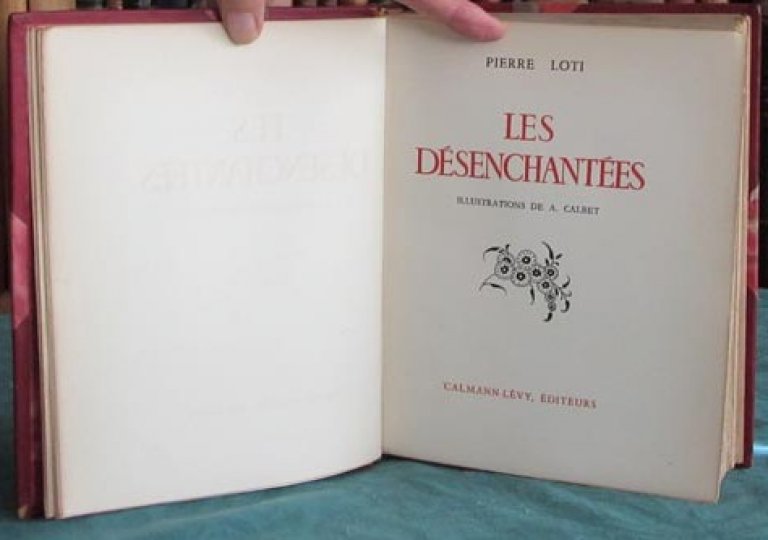 PIERRE LOTI
LES
DÉSENCHANTÉES
ILLUSTRATIONS DE A. CALBET
CALMANN-LÉVY, ÉDITEURS